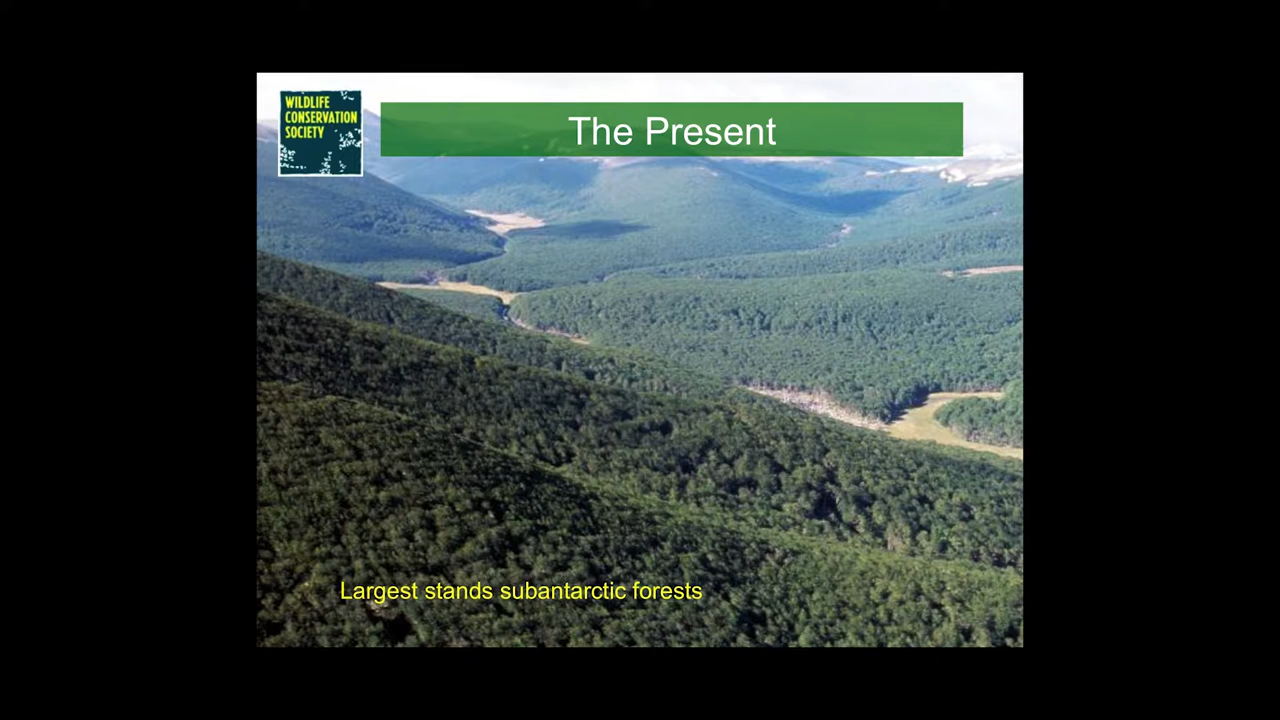 WILDLIFE
CONSERVATION
SOCIETY
The Present
Largest stands subantarctic forests